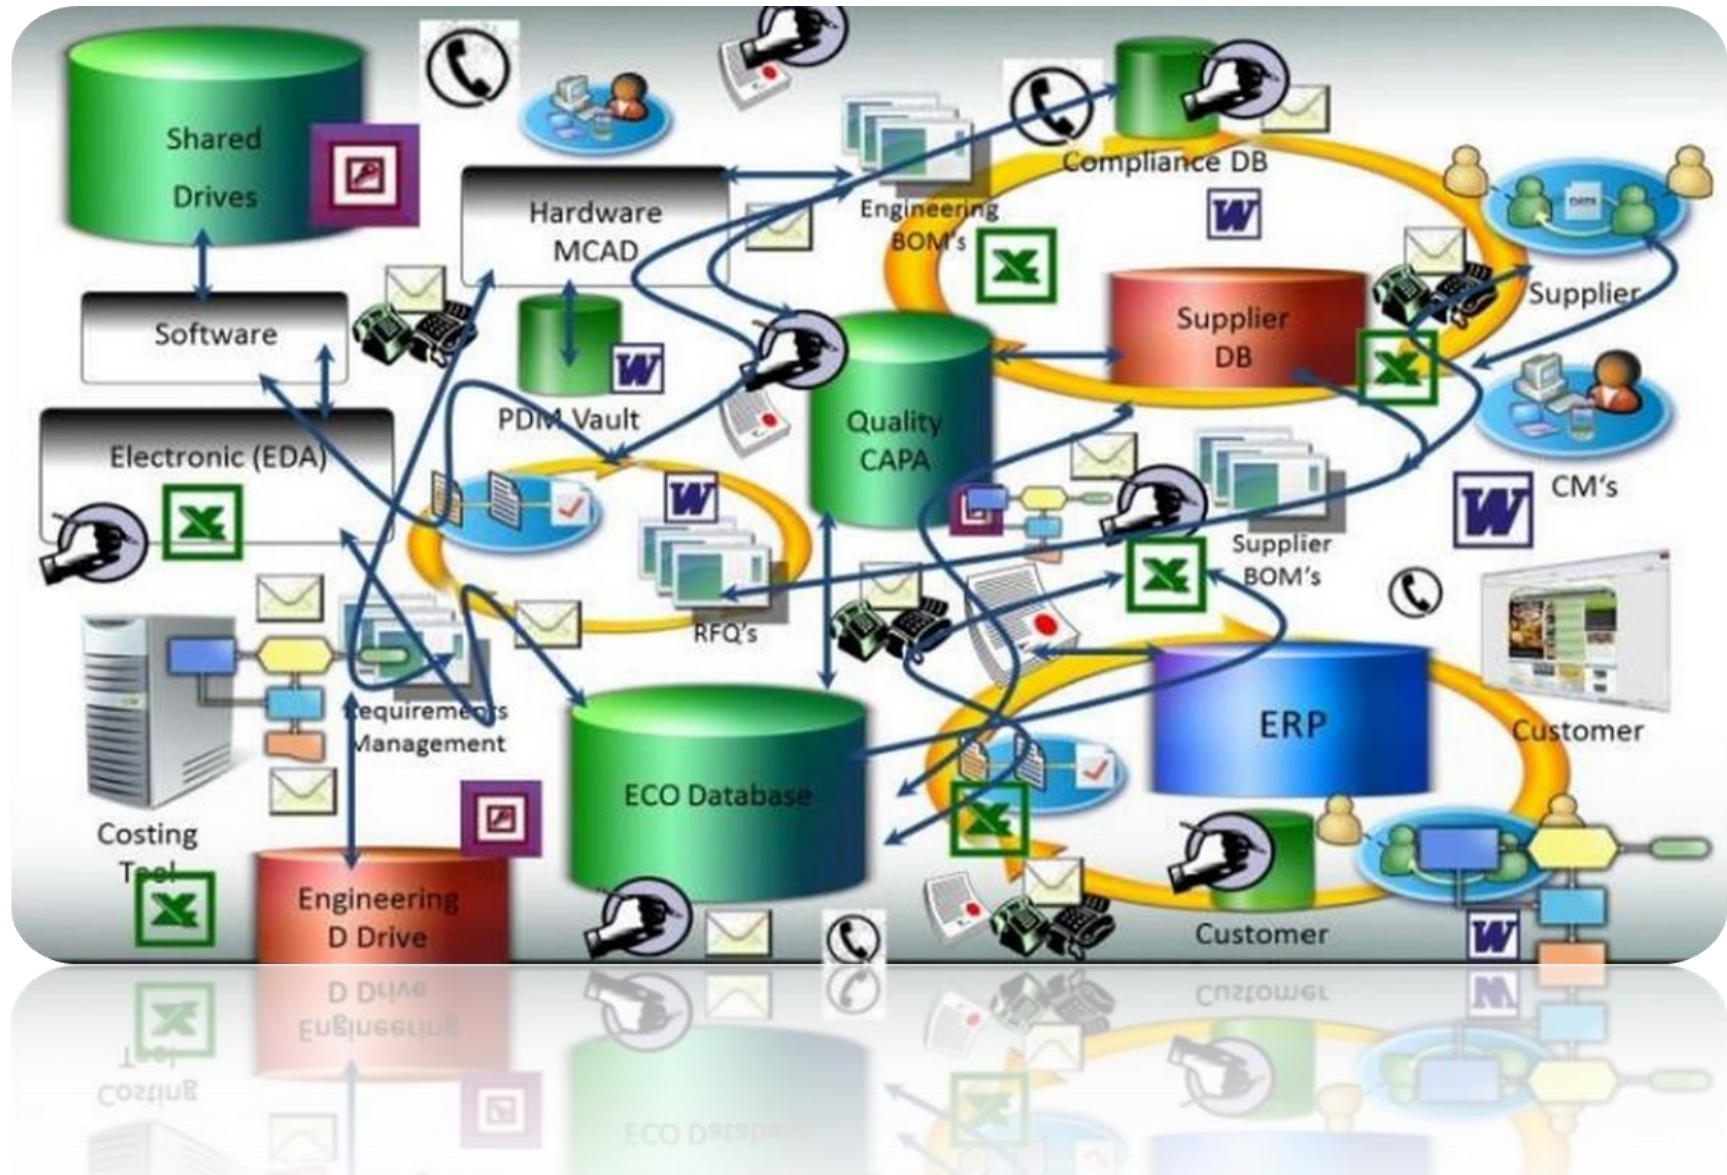 Shared
Drives
Hardware
MCAD
Engineering
BOM's
Compliance DB
W
Software
Supplier
DB
Supplier
DATA
PDM Vault
W
Electronic (EDA)
Quality
CAPA
CM's
W
W
RFQ's
Supplier
BOM's
Requirements
Management
ERP
Customer
ECO Database
Costing
Tool
Engineering
D Drive
Customer
W